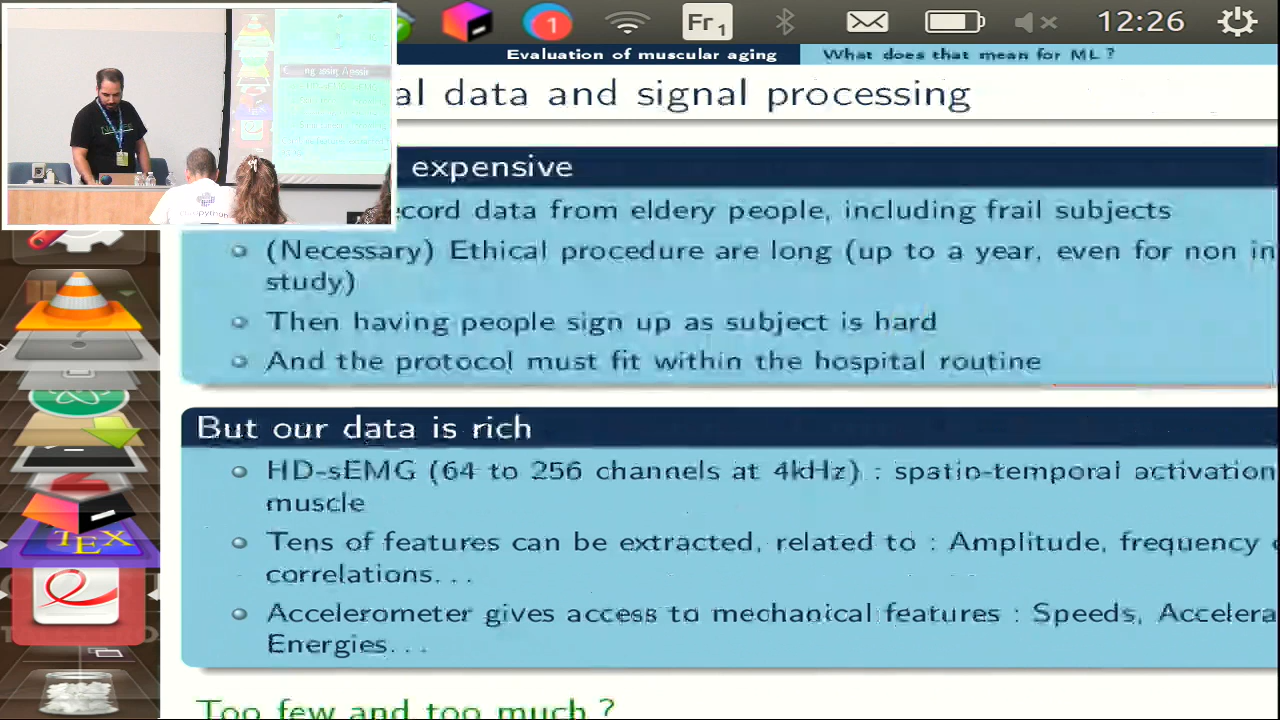 Fr1
12:26
1
Evaluation of muscular aging
What does that mean for ML ?
al data and signal processing
expensive
ecord data from eldery people, including frail subjects
(Necessary) Ethical procedure are long (up to a year, even for non in
study)
Then having people sign up as subject is hard
And the protocol must fit within the hospital routine
But our data is rich
HD-sEMG (64 to 256 channels at 4kHz) : spatio-temporal activation
muscle
Tens of features can be extracted, related to : Amplitude, frequency
correlations...
Accelerometer gives access to mechanical features : Speeds, Accelera
Energies...
TEX
Too few and too much ?